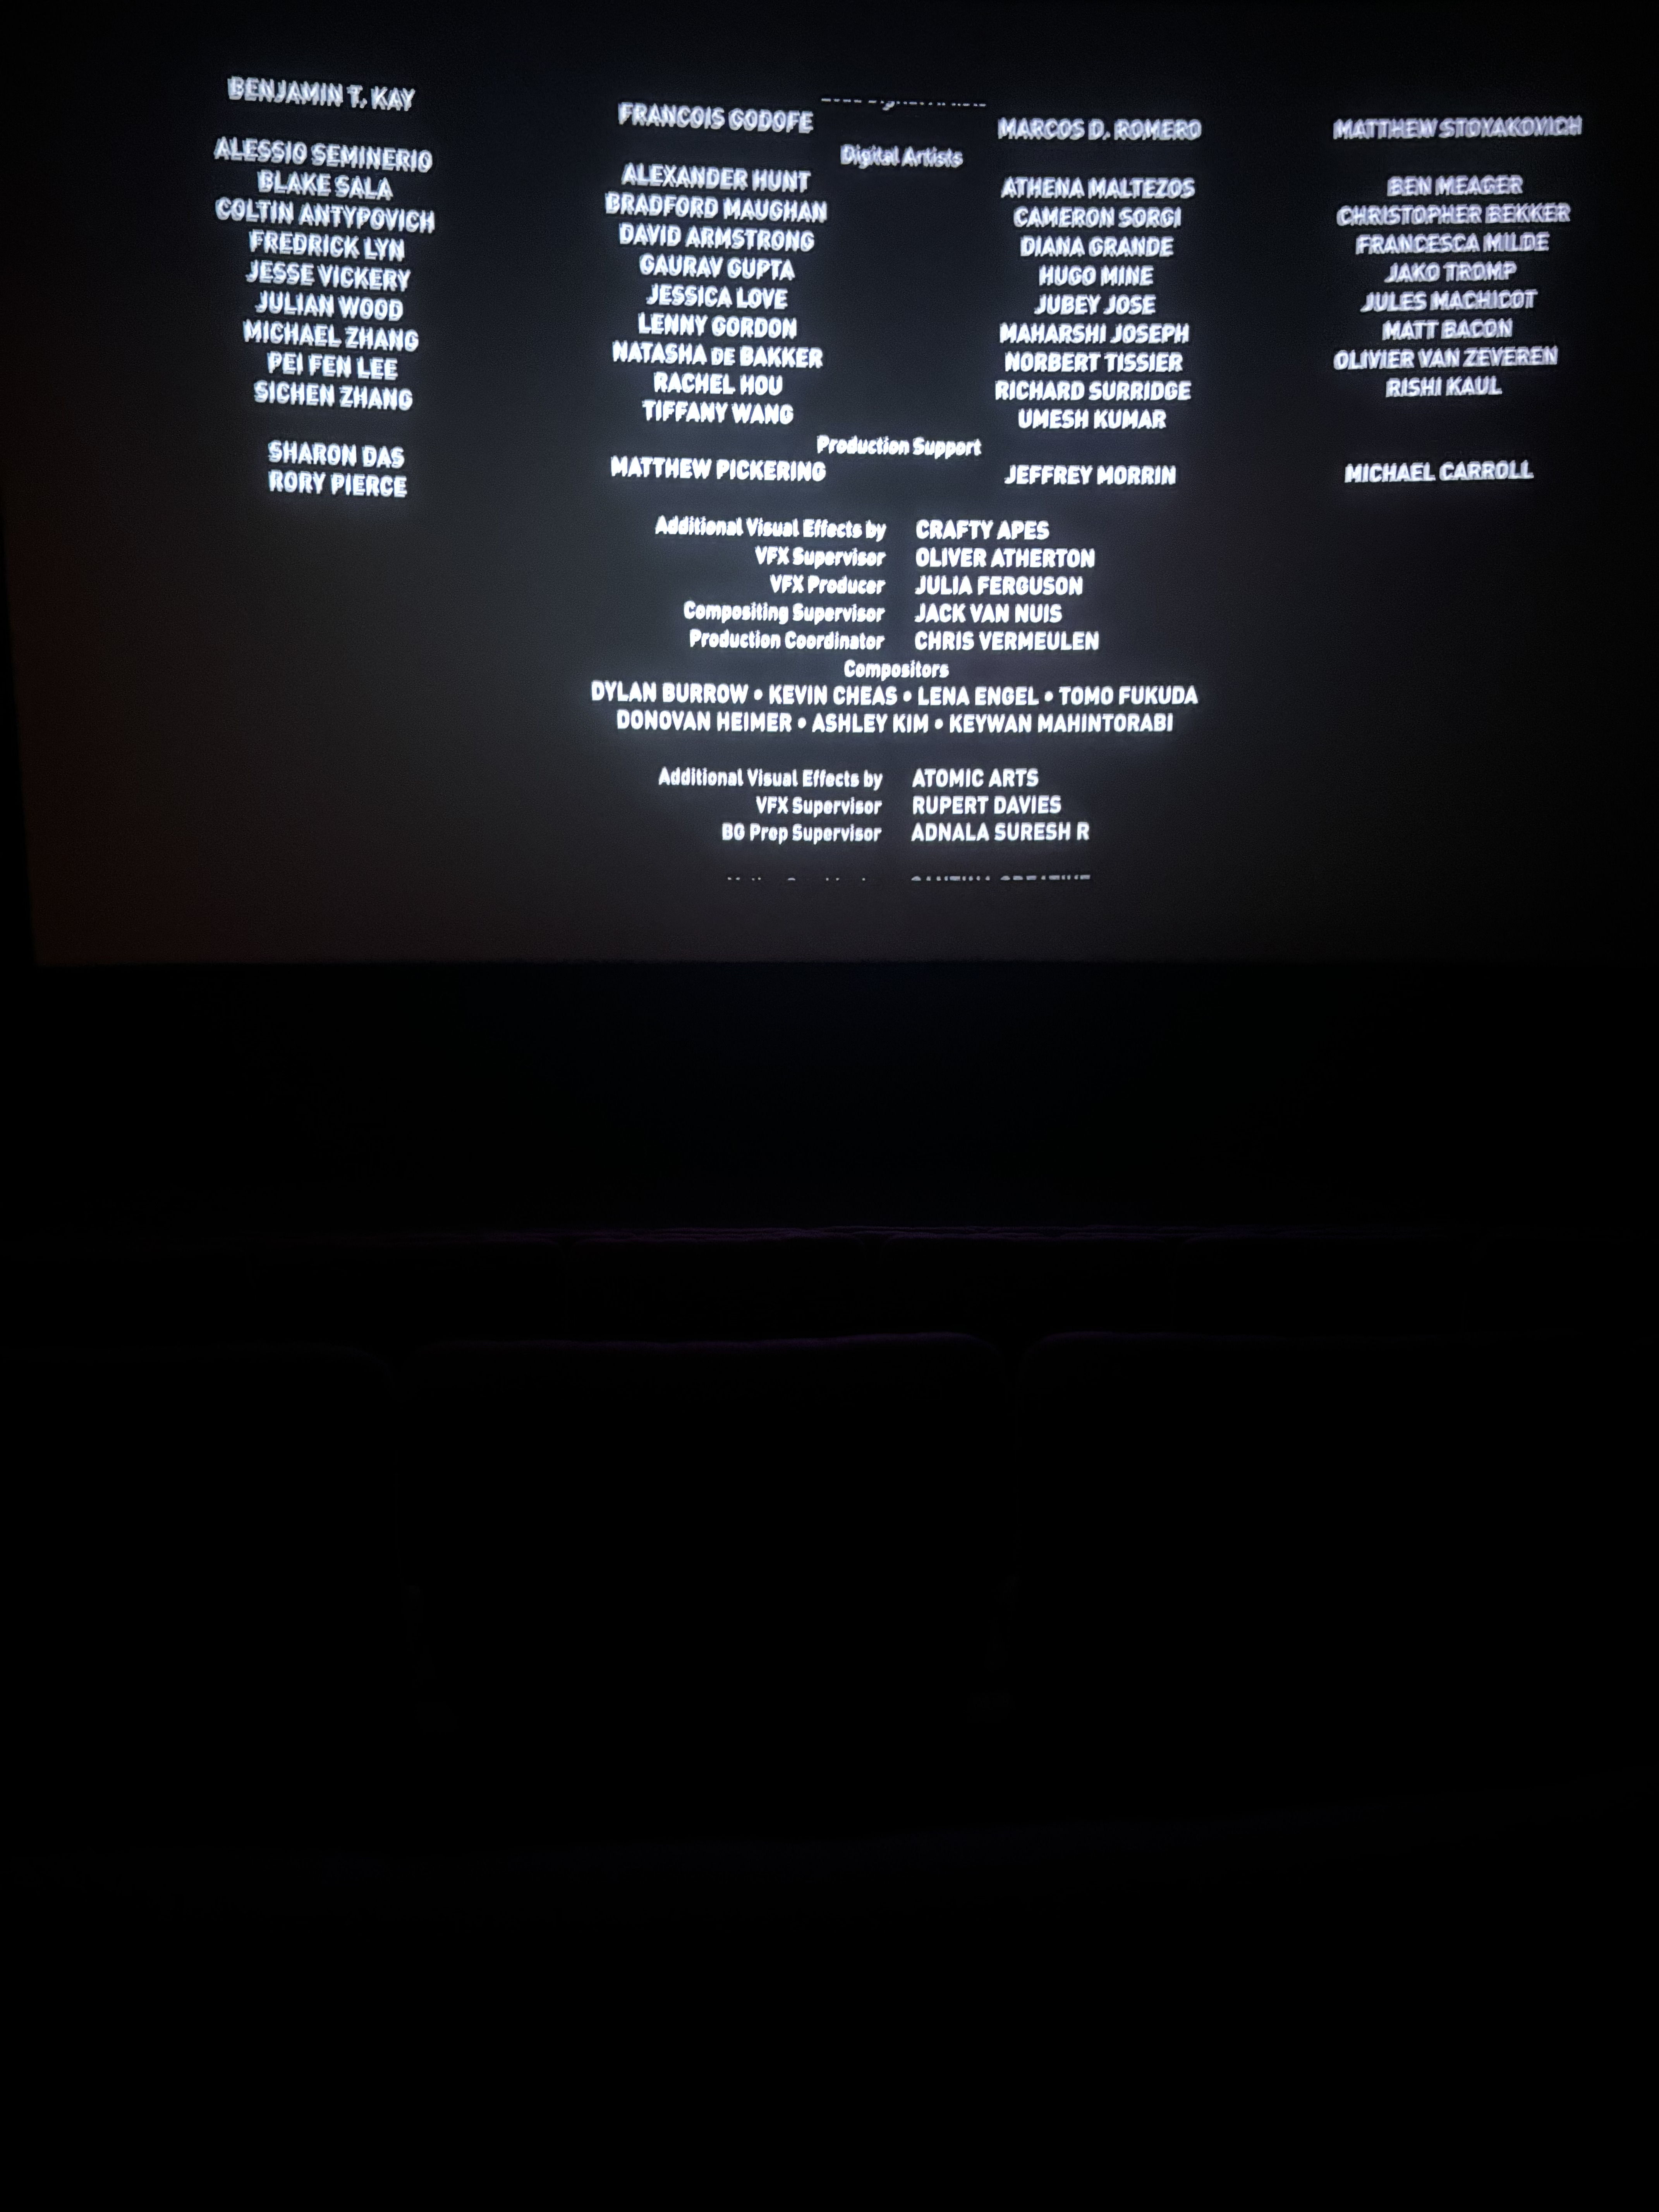 BENJAMIN T. KAY FRANCOIS GODOFE MARCOS D. ROMERO MATTHEW STOYAKOVICH
Digital Artists
ALESSIO SEMINERIO ALEXANDER HUNT ATHENA MALTEZOS BEN MEAGER
BLAKE SALA BRADFORD MAUGHAN CAMERON SORGI CHRISTOPHER BEKKER
COLTIN ANTYPOVICH DAVID ARMSTRONG DIANA GRANDE FRANCESCA MILDE
FREDRICK LYN GAURAV GUPTA HUGO MINE JAKO TROMP
JESSE VICKERY JESSICA LOVE JUBEY JOSE JULES MACHICOT
JULIAN WOOD LENNY GORDON MAHARSHI JOSEPH MATT BACON
MICHAEL ZHANG NATASHA DE BAKKER NORBERT TISSIER OLIVIER VAN ZEVEREN
PEI FEN LEE RACHEL HOU RICHARD SURRIDGE RISHI KAUL
SICHEN ZHANG TIFFANY WANG UMESH KUMAR
Production Support
SHARON DAS MATTHEW PICKERING JEFFREY MORRIN MICHAEL CARROLL
RORY PIERCE
Additional Visual Effects by CRAFTY APES
VFX Supervisor OLIVER ATHERTON
VFX Producer JULIA FERGUSON
Compositing Supervisor JACK VAN NUIS
Production Coordinator CHRIS VERMEULEN
Compositors
DYLAN BURROW • KEVIN CHEAS • LENA ENGEL • TOMO FUKUDA
DONOVAN HEIMER • ASHLEY KIM • KEYWAN MAHINTORABI
Additional Visual Effects by ATOMIC ARTS
VFX Supervisor RUPERT DAVIES
BG Prep Supervisor ADNALA SURESH R